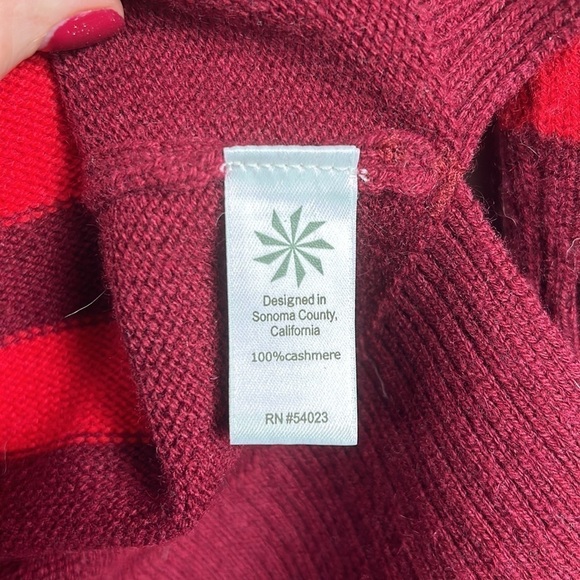 Designed in
Sonoma County,
California
100%cashmere
RN #54023